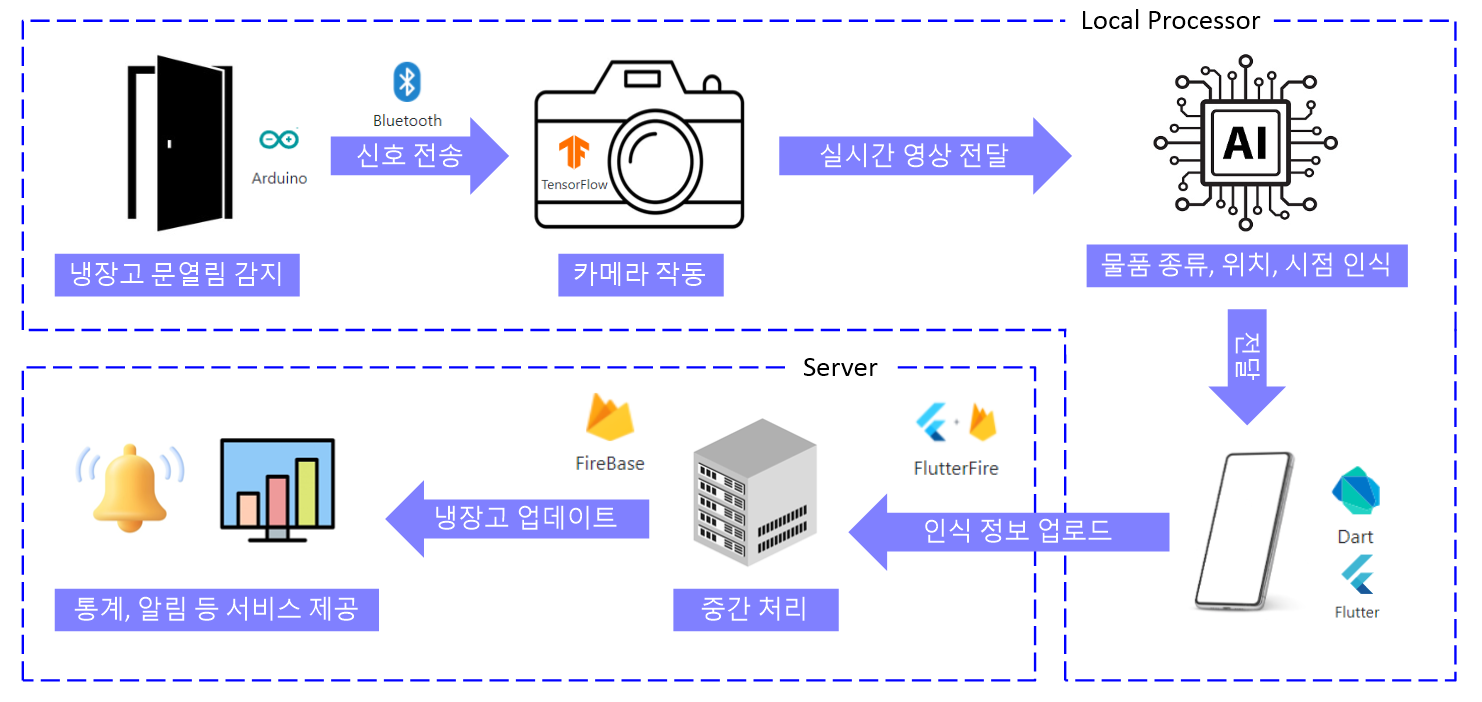 Local Processor
Bluetooth
Arduino
신호 전송
TensorFlow
실시간 영상 전달
AI
냉장고 문열림 감지
카메라 작동
물품 종류, 위치, 시점 인식
전달
Server
FireBase
FlutterFire
냉장고 업데이트
인식 정보 업로드
Dart
Flutter
통계, 알림 등 서비스 제공
중간 처리